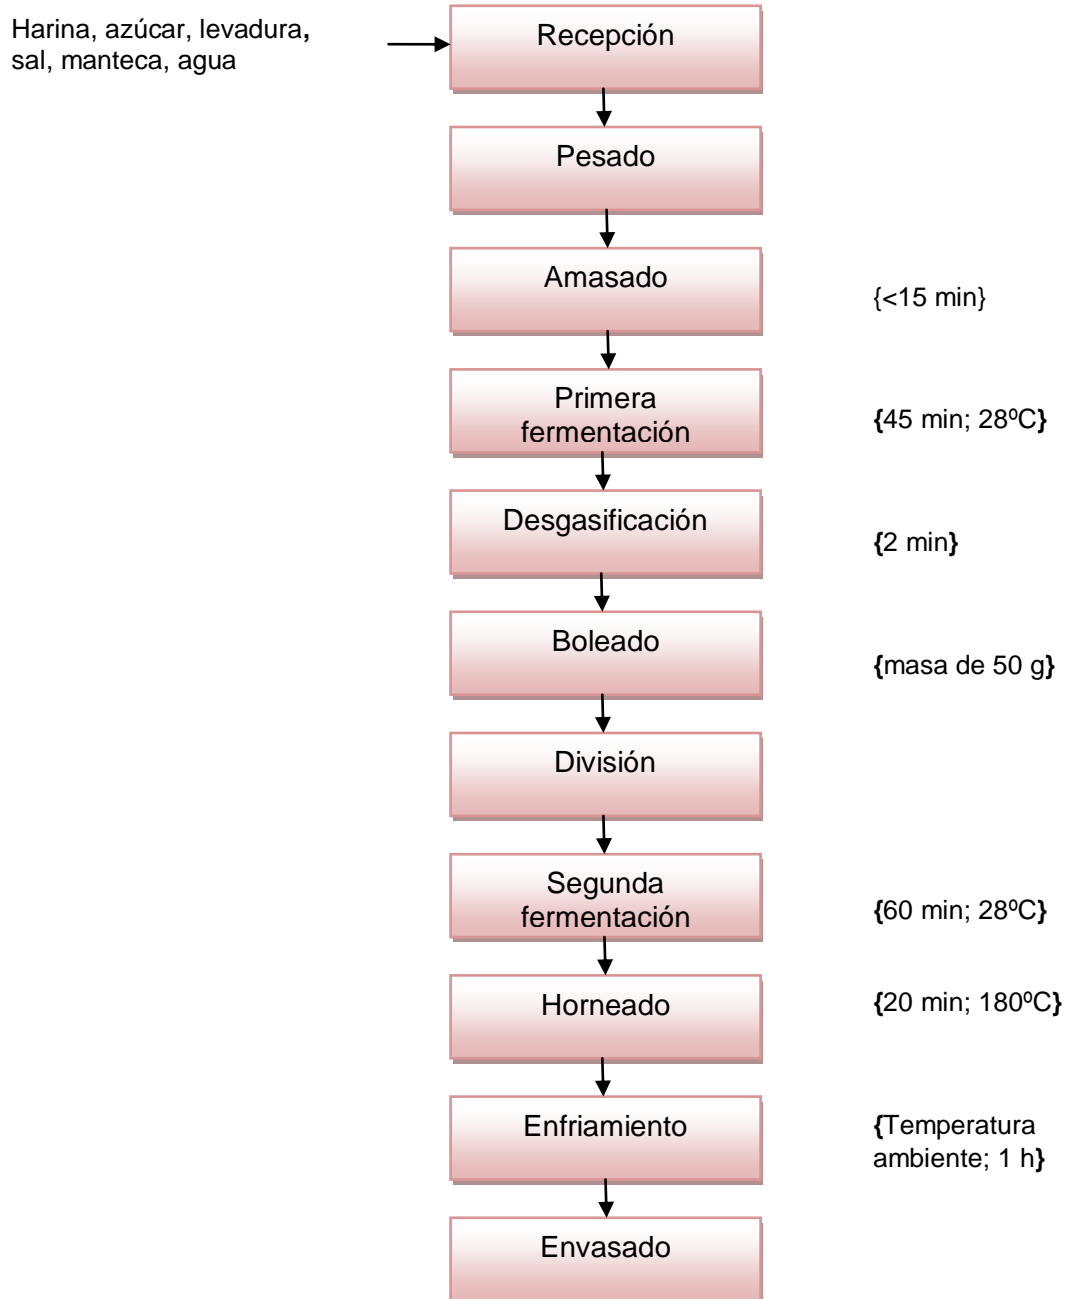 Harina, azúcar, levadura,
sal, manteca, agua
Recepción
Pesado
Amasado
{<15 min}
Primera
fermentación
{45 min; 28ºC}
Desgasificación
{2 min}
Boleado
{masa de 50 g}
División
Segunda
fermentación
{60 min; 28ºC}
Horneado
{20 min; 180ºC}
Enfriamiento
{Temperatura
ambiente; 1 h}
Envasado